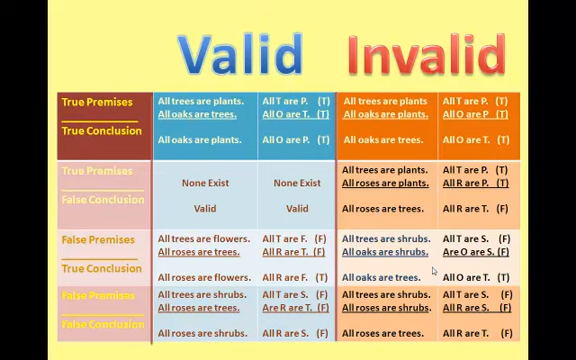 Valid Invalid
True Premises
True Conclusion
All trees are plants.
All oaks are trees.
All oaks are plants.
All T are P. (T)
All O are T. (T)
All O are P. (T)
All trees are plants
All oaks are plants.
All oaks are trees.
All T are P. (T)
All O are P (T)
All O are T. (T)
True Premises
False Conclusion
None Exist
Valid
None Exist
Valid
All trees are plants.
All roses are plants.
All roses are trees.
All T are P. (T)
All R are P. (T)
All R are T. (F)
False Premises
True Conclusion
All trees are flowers.
All roses are trees.
All roses are flowers.
All T are F. (F)
All R are T. (F)
All R are F. (T)
All trees are shrubs.
All oaks are shrubs.
All oaks are trees.
All T are S. (F)
Are O are S. (F)
All O are T. (T)
False Premises
False Conclusion
All trees are shrubs.
All roses are trees.
All roses are shrubs.
All T are S. (F)
Are R are T. (F)
All R are S. (F)
All trees are shrubs.
All roses are shrubs.
All roses are trees.
All T are S. (F)
All R are S. (F)
All R are T. (F)